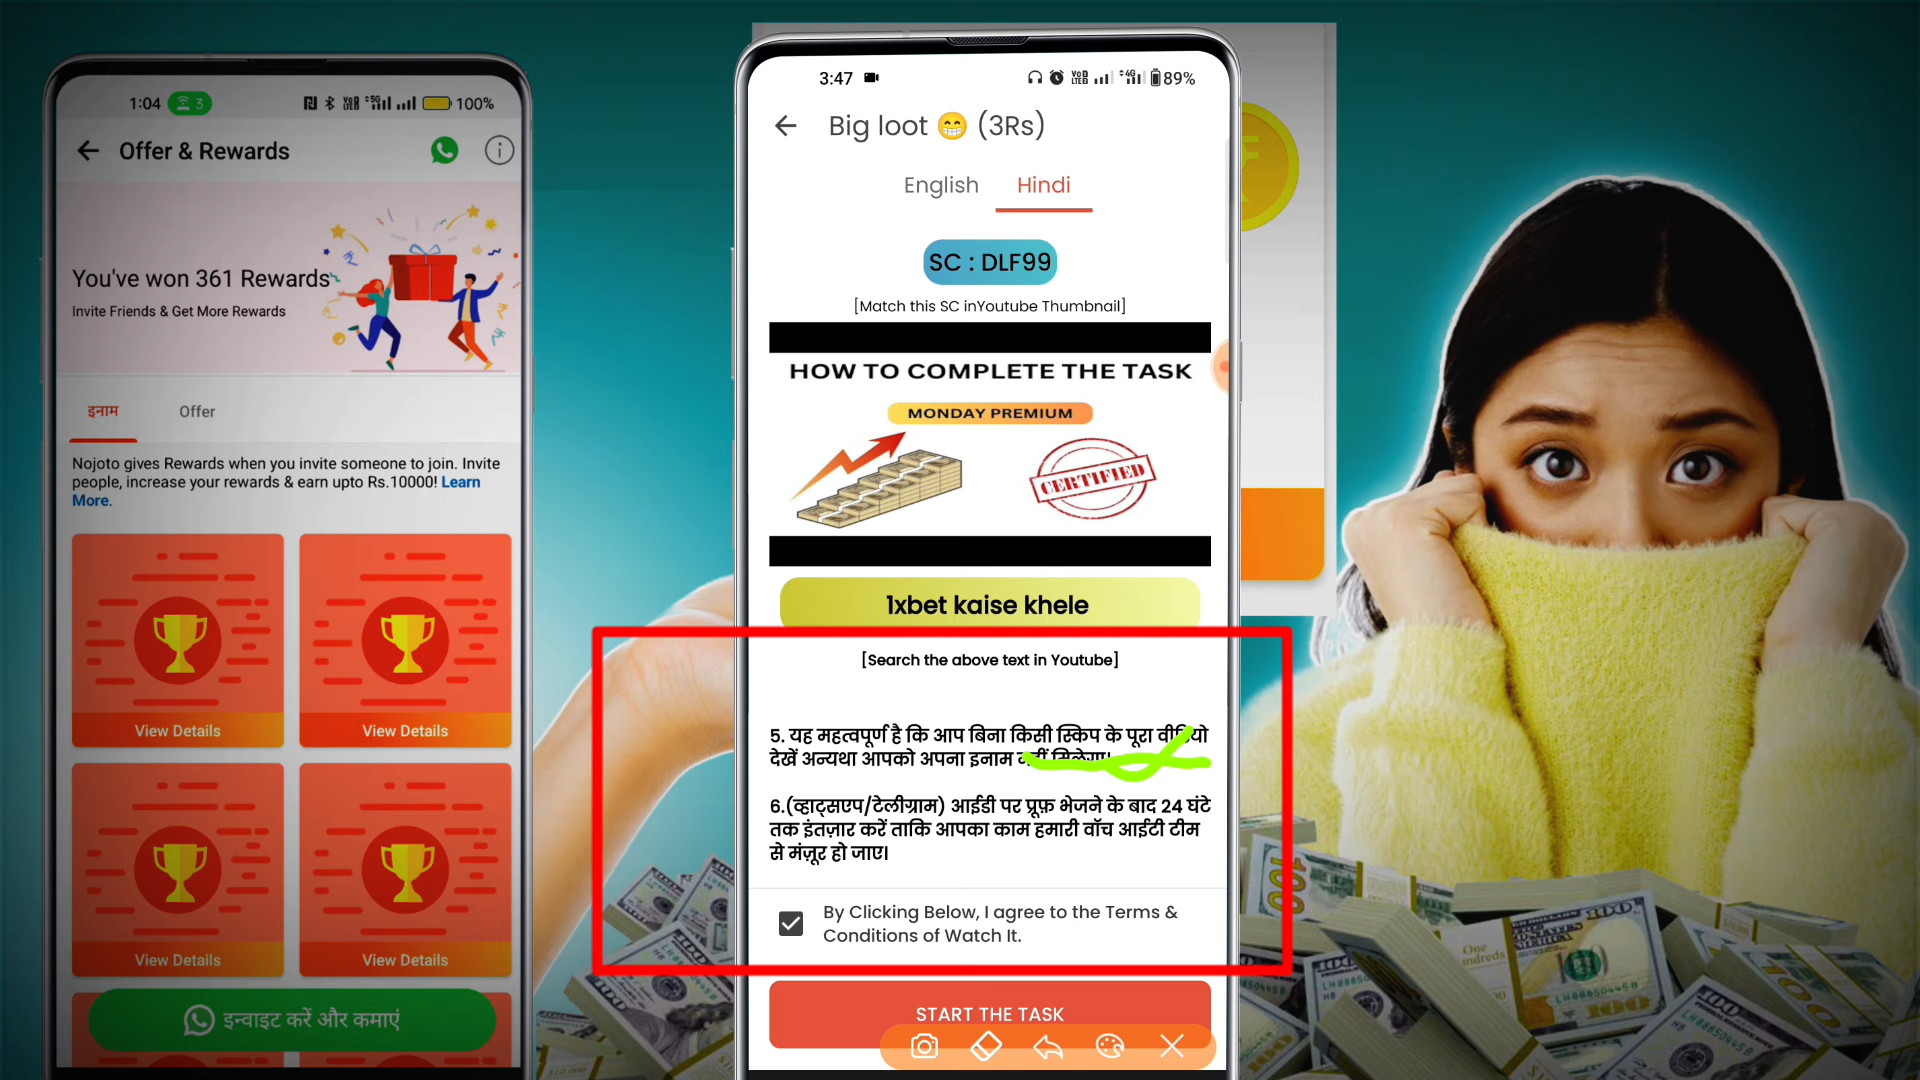 1:04
3
100%
Offer & Rewards
You've won 361 Rewards
Invite Friends & Get More Rewards
इनाम
Offer
Nojoto gives Rewards when you invite someone to join. Invite
people, increase your rewards & earn upto Rs.10000! Learn
More.
View Details
View Details
View Details
View Details
इन्वाइट करें और कमाएं
3:47
89%
Big loot 😁 (3Rs)
English
Hindi
SC : DLF99
[Match this SC inYoutube Thumbnail]
HOW TO COMPLETE THE TASK
MONDAY PREMIUM
CERTIFIED
1xbet kaise khele
[Search the above text in Youtube]
5. यह महत्वपूर्ण है कि आप बिना किसी स्किप के पूरा वीडियो
देखें अन्यथा आपको अपना इनाम नहीं मिलेगा।
6.(व्हाट्सएप/टेलीग्राम) आईडी पर प्रूफ़ भेजने के बाद 24 घंटे
तक इंतज़ार करें ताकि आपका काम हमारी वॉच आईटी टीम
से मंज़ूर हो जाए।
By Clicking Below, I agree to the Terms &
Conditions of Watch It.
START THE TASK